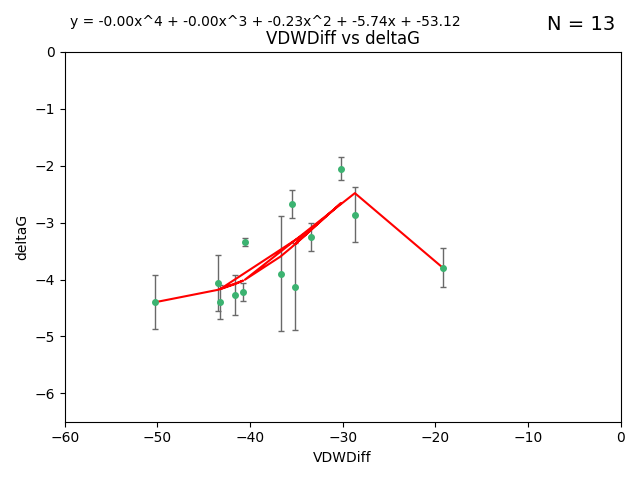 y = -0.00x^4 + -0.00x^3 + -0.23x^2 + -5.74x + -53.12
N = 13
VDWDiff vs deltaG
0
−1
−2
−3
−4
−5
−6
deltaG
−60 −50 −40 −30 −20 −10 0
VDWDiff